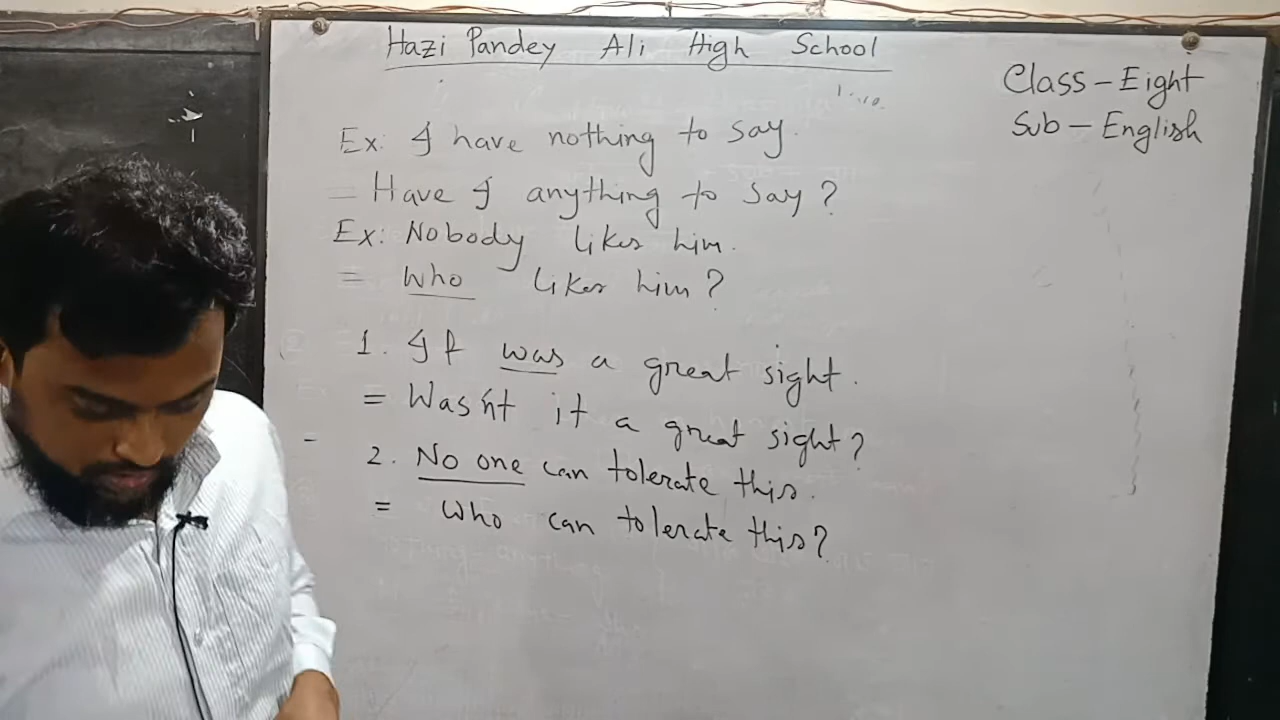 Hazi Pandey Ali High School
Class - Eight
Sub - English
Ex: I have nothing to say.
= Have I anything to say?
Ex: Nobody likes him.
= Who likes him?
1. It was a great sight.
= Wasn't it a great sight?
2. No one can tolerate this.
= Who can tolerate this?